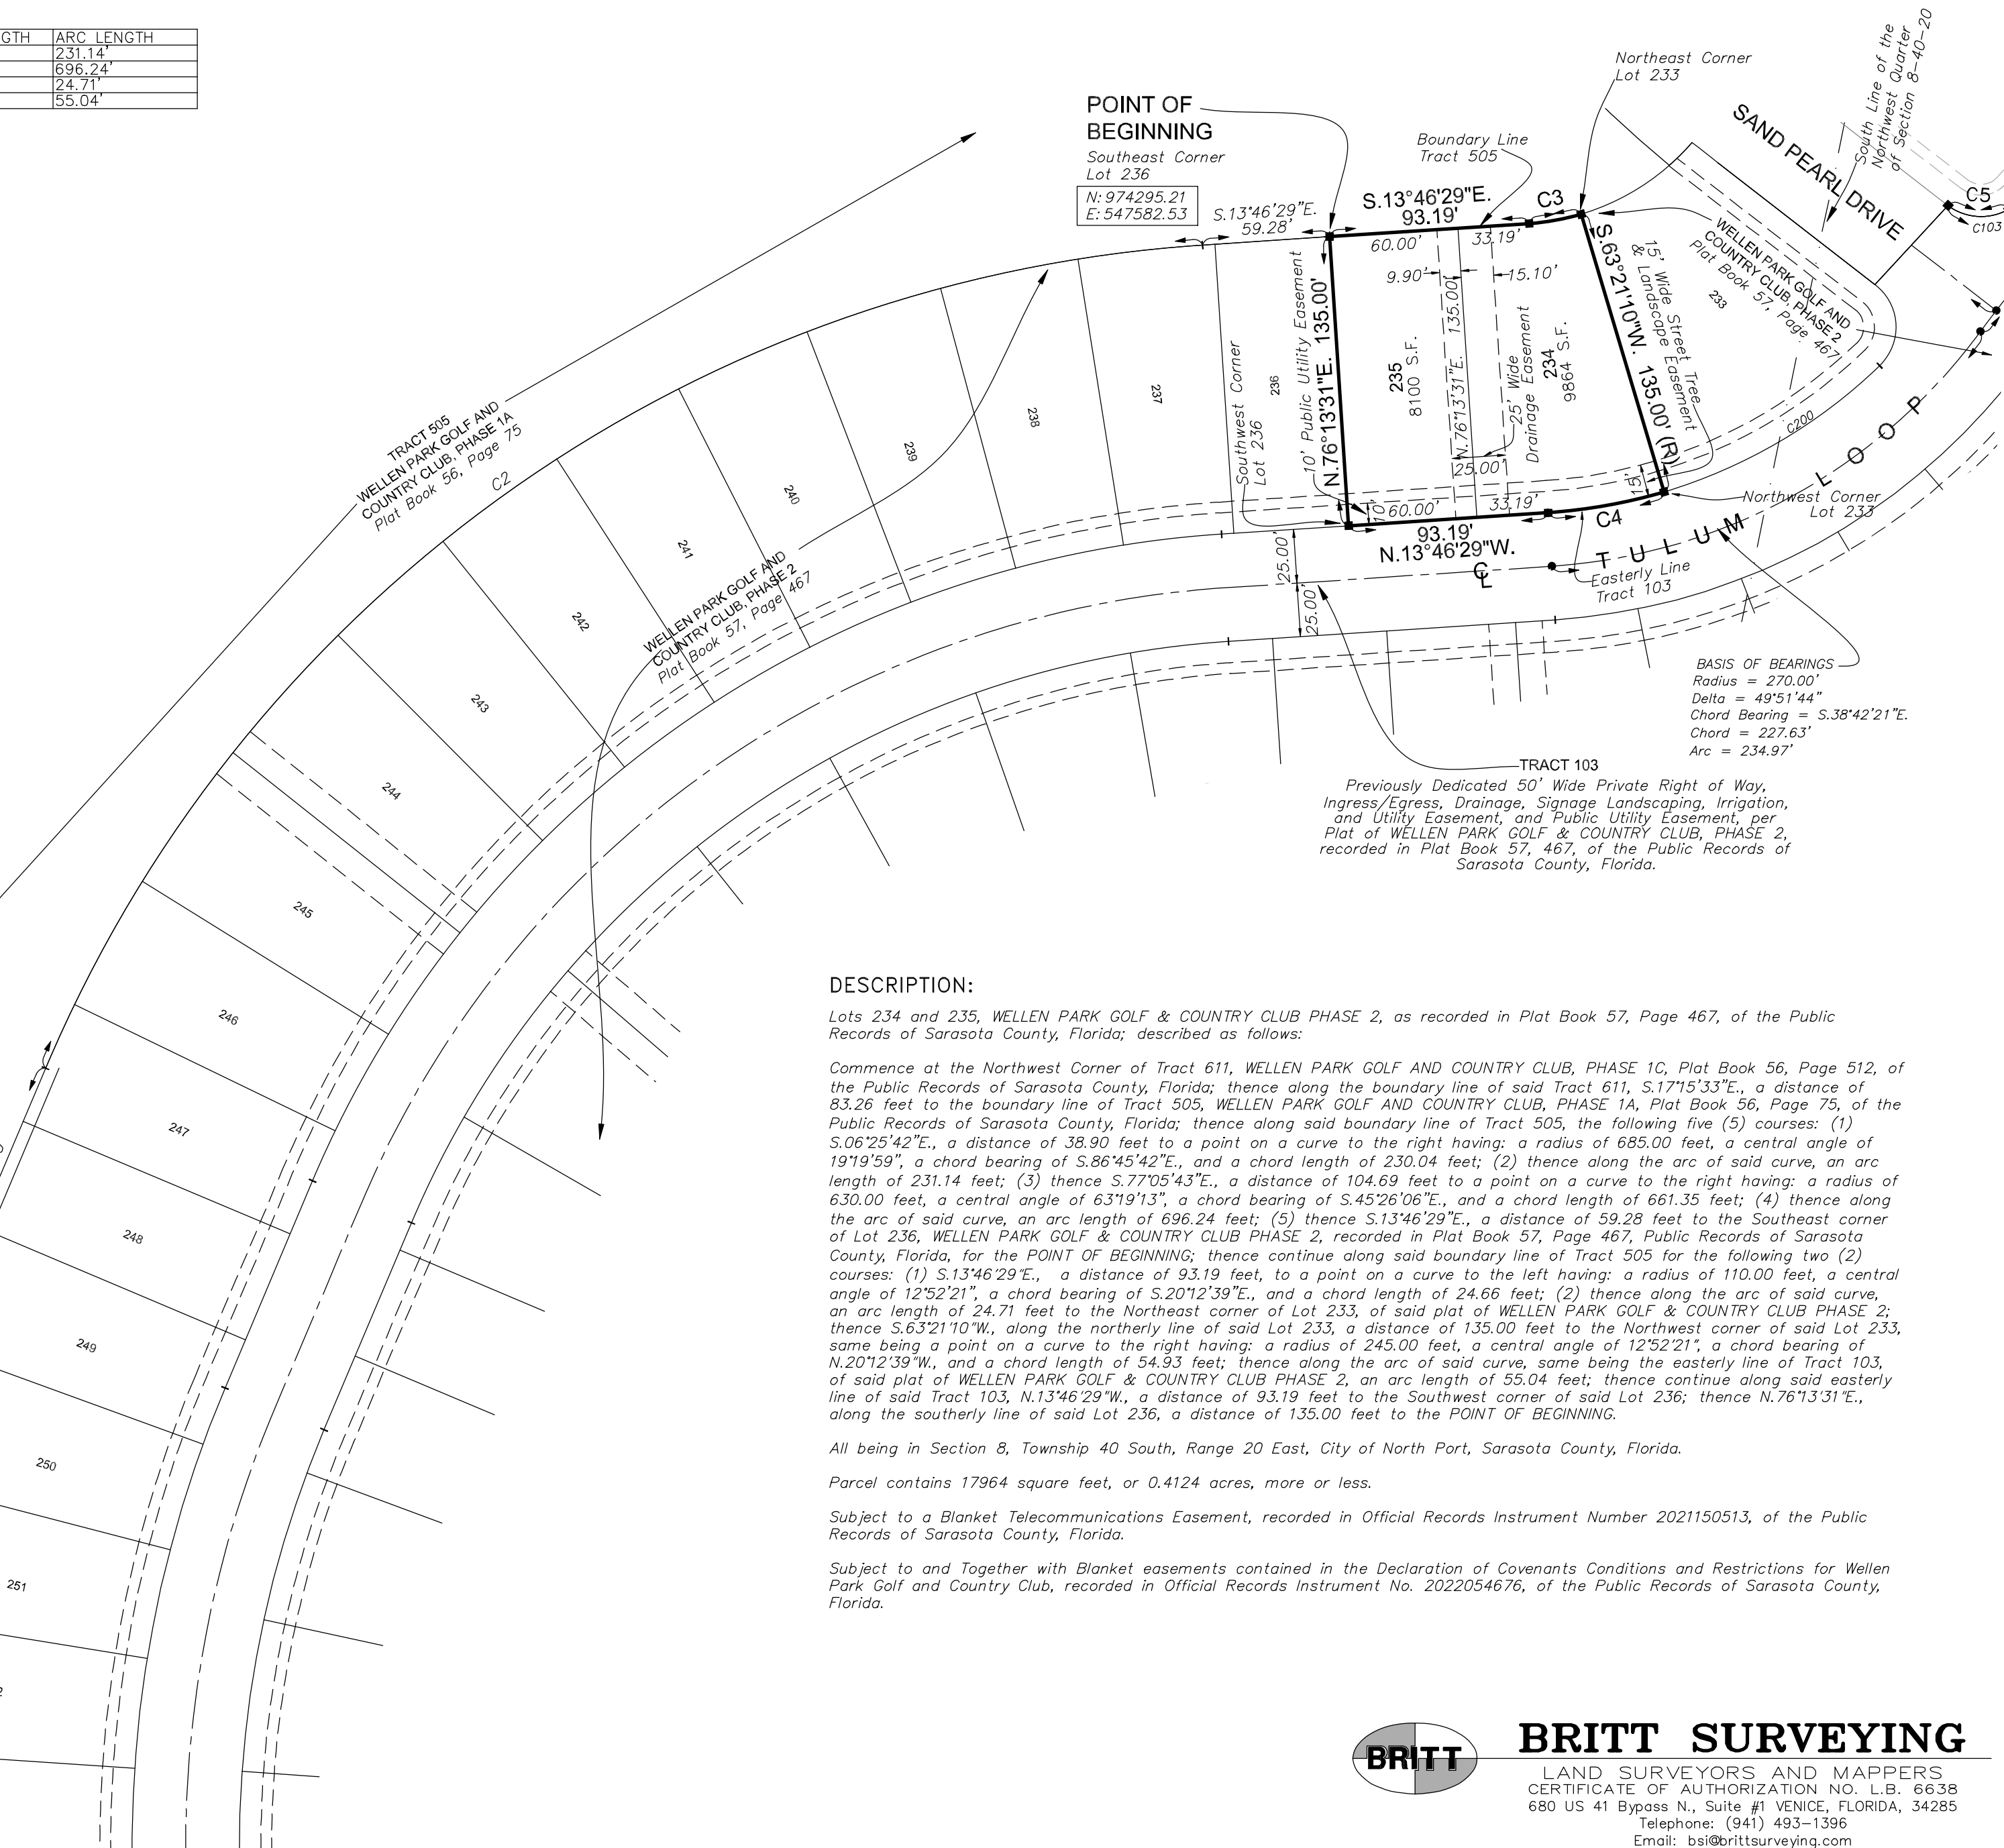 GTH ARC LENGTH
231.14'
696.24'
24.71'
55.04'
POINT OF
BEGINNING
Southeast Corner
Lot 236
N: 974295.21
E: 547582.53
S.13°46'29"E.
59.28'
Boundary Line
Tract 505
S.13°46'29"E.
93.19'
60.00'
33.19'
C3
Northeast Corner
Lot 233
SAND PEARL DRIVE
South Line of the
Northwest Quarter
of Section 8-40-20
C5
C103
WELLEN PARK GOLF AND
COUNTRY CLUB, PHASE 2
Plat Book 57, Page 467
233
15' Wide Street Tree
& Landscape Easement
S.63°21'10"W. 135.00' (R)
9.90'
15.10'
N.76°13'31"E. 135.00'
235
8100 S.F.
234
9864 S.F.
25' Wide
Drainage Easement
25.00'
10' Public Utility Easement
N.76°13'31"E. 135.00'
Southwest Corner
Lot 236
236
237
238
239
240
241
242
243
244
245
246
247
248
249
250
251
2
TRACT 505
WELLEN PARK GOLF AND
COUNTRY CLUB, PHASE 1A
Plat Book 56, Page 75
C2
WELLEN PARK GOLF AND
COUNTRY CLUB, PHASE 2
Plat Book 57, Page 467
10'
60.00'
33.19'
15'
93.19'
N.13°46'29"W.
C4
C200
Northwest Corner
Lot 233
TULUM LOOP
℄
Easterly Line
Tract 103
25.00'
25.00'
BASIS OF BEARINGS
Radius = 270.00'
Delta = 49°51'44"
Chord Bearing = S.38°42'21"E.
Chord = 227.63'
Arc = 234.97'
TRACT 103
Previously Dedicated 50' Wide Private Right of Way,
Ingress/Egress, Drainage, Signage Landscaping, Irrigation,
and Utility Easement, and Public Utility Easement, per
Plat of WELLEN PARK GOLF & COUNTRY CLUB, PHASE 2,
recorded in Plat Book 57, 467, of the Public Records of
Sarasota County, Florida.
DESCRIPTION:
Lots 234 and 235, WELLEN PARK GOLF & COUNTRY CLUB PHASE 2, as recorded in Plat Book 57, Page 467, of the Public
Records of Sarasota County, Florida; described as follows:
Commence at the Northwest Corner of Tract 611, WELLEN PARK GOLF AND COUNTRY CLUB, PHASE 1C, Plat Book 56, Page 512, of
the Public Records of Sarasota County, Florida; thence along the boundary line of said Tract 611, S.17°15'33"E., a distance of
83.26 feet to the boundary line of Tract 505, WELLEN PARK GOLF AND COUNTRY CLUB, PHASE 1A, Plat Book 56, Page 75, of the
Public Records of Sarasota County, Florida; thence along said boundary line of Tract 505, the following five (5) courses: (1)
S.06°25'42"E., a distance of 38.90 feet to a point on a curve to the right having: a radius of 685.00 feet, a central angle of
19°19'59", a chord bearing of S.86°45'42"E., and a chord length of 230.04 feet; (2) thence along the arc of said curve, an arc
length of 231.14 feet; (3) thence S.77°05'43"E., a distance of 104.69 feet to a point on a curve to the right having: a radius of
630.00 feet, a central angle of 63°19'13", a chord bearing of S.45°26'06"E., and a chord length of 661.35 feet; (4) thence along
the arc of said curve, an arc length of 696.24 feet; (5) thence S.13°46'29"E., a distance of 59.28 feet to the Southeast corner
of Lot 236, WELLEN PARK GOLF & COUNTRY CLUB PHASE 2, recorded in Plat Book 57, Page 467, Public Records of Sarasota
County, Florida, for the POINT OF BEGINNING; thence continue along said boundary line of Tract 505 for the following two (2)
courses: (1) S.13°46'29"E., a distance of 93.19 feet, to a point on a curve to the left having: a radius of 110.00 feet, a central
angle of 12°52'21", a chord bearing of S.20°12'39"E., and a chord length of 24.66 feet; (2) thence along the arc of said curve,
an arc length of 24.71 feet to the Northeast corner of Lot 233, of said plat of WELLEN PARK GOLF & COUNTRY CLUB PHASE 2;
thence S.63°21'10"W., along the northerly line of said Lot 233, a distance of 135.00 feet to the Northwest corner of said Lot 233,
same being a point on a curve to the right having: a radius of 245.00 feet, a central angle of 12°52'21", a chord bearing of
N.20°12'39"W., and a chord length of 54.93 feet; thence along the arc of said curve, same being the easterly line of Tract 103,
of said plat of WELLEN PARK GOLF & COUNTRY CLUB PHASE 2, an arc length of 55.04 feet; thence continue along said easterly
line of said Tract 103, N.13°46'29"W., a distance of 93.19 feet to the Southwest corner of said Lot 236; thence N.76°13'31"E.,
along the southerly line of said Lot 236, a distance of 135.00 feet to the POINT OF BEGINNING.
All being in Section 8, Township 40 South, Range 20 East, City of North Port, Sarasota County, Florida.
Parcel contains 17964 square feet, or 0.4124 acres, more or less.
Subject to a Blanket Telecommunications Easement, recorded in Official Records Instrument Number 2021150513, of the Public
Records of Sarasota County, Florida.
Subject to and Together with Blanket easements contained in the Declaration of Covenants Conditions and Restrictions for Wellen
Park Golf and Country Club, recorded in Official Records Instrument No. 2022054676, of the Public Records of Sarasota County,
Florida.
BRITT
BRITT SURVEYING
LAND SURVEYORS AND MAPPERS
CERTIFICATE OF AUTHORIZATION NO. L.B. 6638
680 US 41 Bypass N., Suite #1 VENICE, FLORIDA, 34285
Telephone: (941) 493-1396
Email: bsi@brittsurveying.com